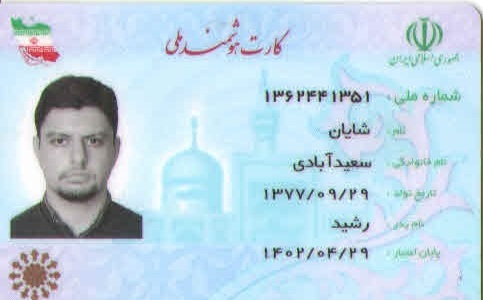 کارت هوشمند ملی
جمهوری اسلامی ایران
شماره ملی: ۱۳۶۲۴۴۱۳۵۱
نام: شایان
نام خانوادگی: سعیدآبادی
تاریخ تولد: ۱۳۷۷/۰۹/۲۹
نام پدر: رشید
پایان اعتبار: ۱۴۰۲/۰۴/۲۹